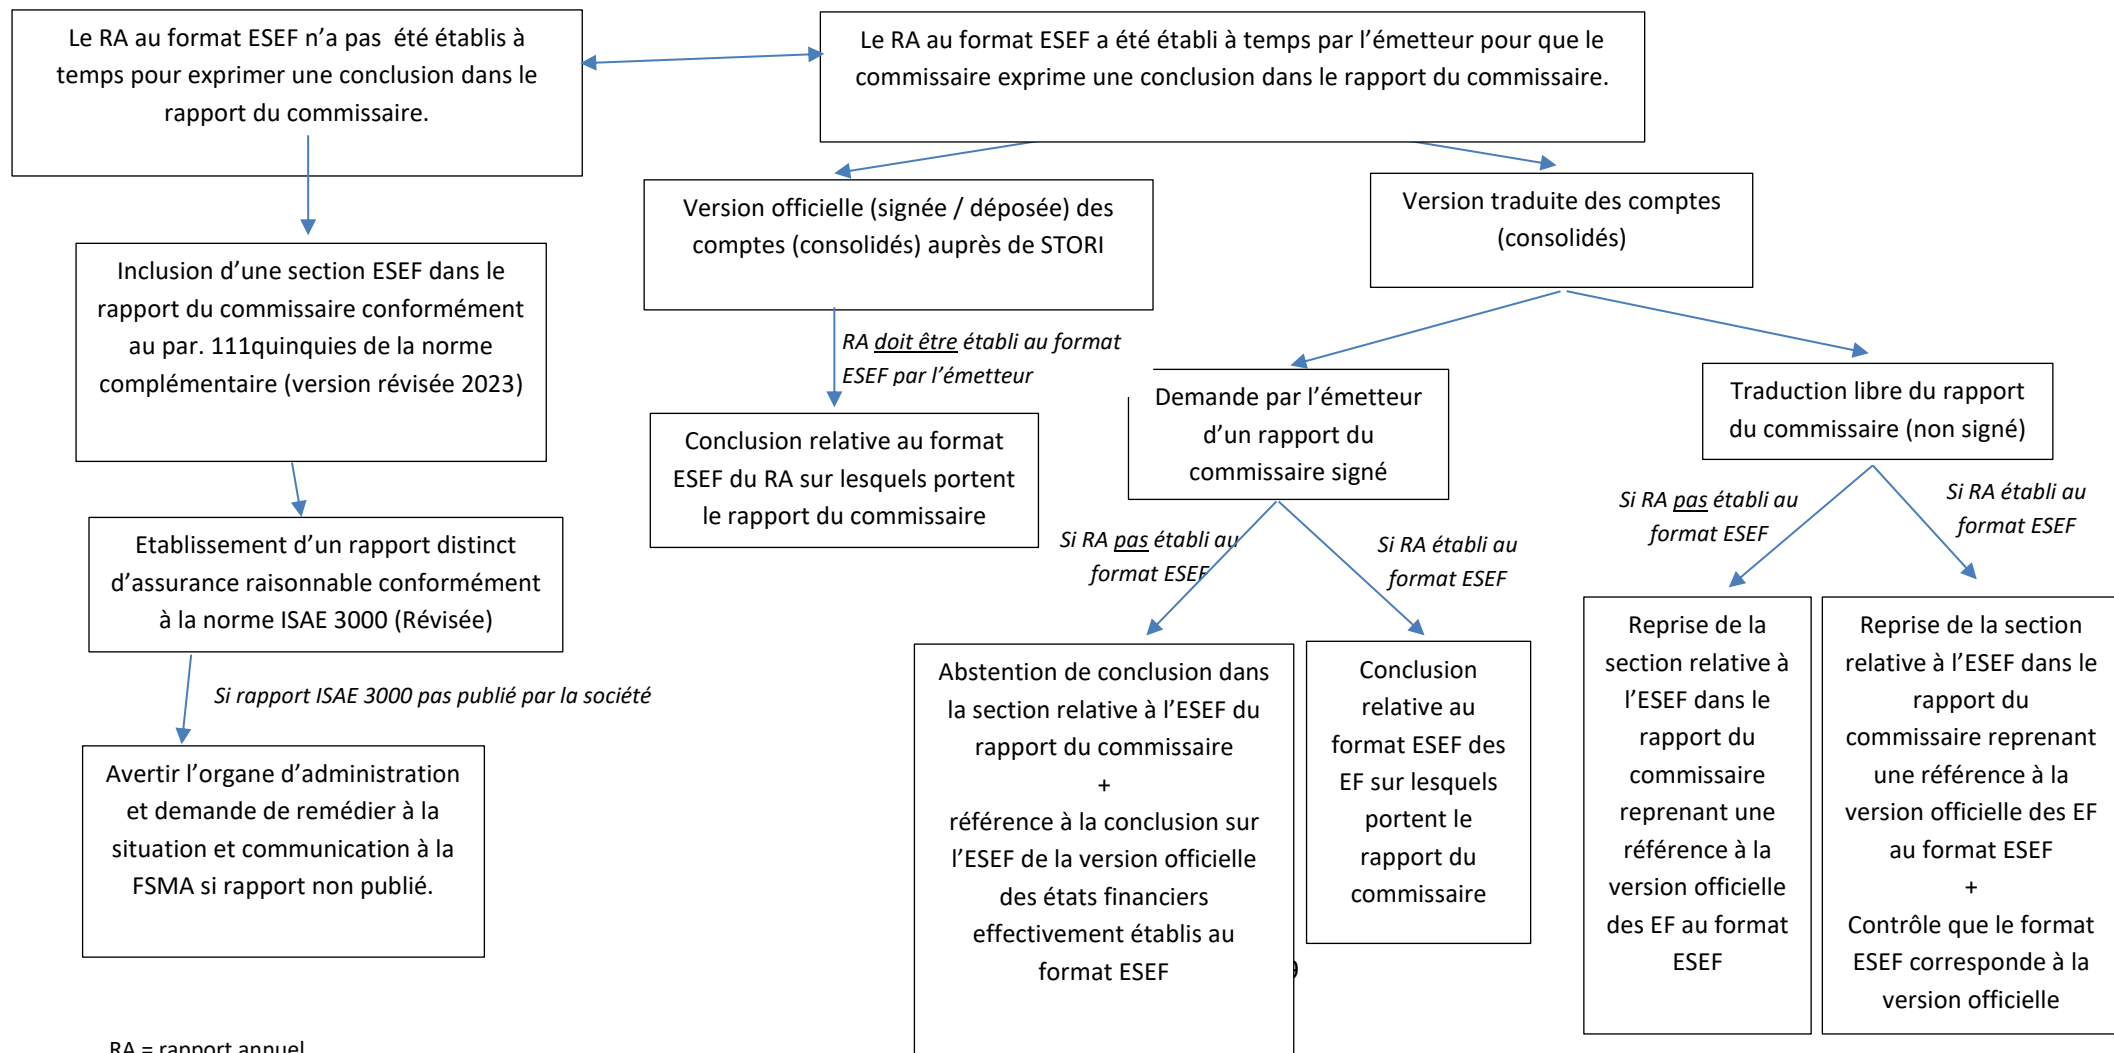 Le RA au format ESEF n’a pas été établis à
temps pour exprimer une conclusion dans le
rapport du commissaire.
Le RA au format ESEF a été établi à temps par l’émetteur pour que le
commissaire exprime une conclusion dans le rapport du commissaire.
Inclusion d’une section ESEF dans le
rapport du commissaire conformément
au par. 111quinquies de la norme
complémentaire (version révisée 2023)
Etablissement d’un rapport distinct
d’assurance raisonnable conformément
à la norme ISAE 3000 (Révisée)
Si rapport ISAE 3000 pas publié par la société
Avertir l’organe d’administration
et demande de remédier à la
situation et communication à la
FSMA si rapport non publié.
Version officielle (signée / déposée) des
comptes (consolidés) auprès de STORI
RA doit être établi au format
ESEF par l’émetteur
Conclusion relative au format
ESEF du RA sur lesquels portent
le rapport du commissaire
Version traduite des comptes
(consolidés)
Demande par l’émetteur
d’un rapport du
commissaire signé
Si RA pas établi au
format ESEF
Si RA établi au
format ESEF
Abstention de conclusion dans
la section relative à l’ESEF du
rapport du commissaire
+
référence à la conclusion sur
l’ESEF de la version officielle
des états financiers
effectivement établis au
format ESEF
Conclusion
relative au
format ESEF des
EF sur lesquels
portent le
rapport du
commissaire
Traduction libre du rapport
du commissaire (non signé)
Si RA pas établi au
format ESEF
Si RA établi au
format ESEF
Reprise de la
section relative à
l’ESEF dans le
rapport du
commissaire
reprenant une
référence à la
version officielle
des EF au format
ESEF
Reprise de la section
relative à l’ESEF dans le
rapport du
commissaire reprenant
une référence à la
version officielle des EF
au format ESEF
+
Contrôle que le format
ESEF corresponde à la
version officielle
RA = rapport annuel